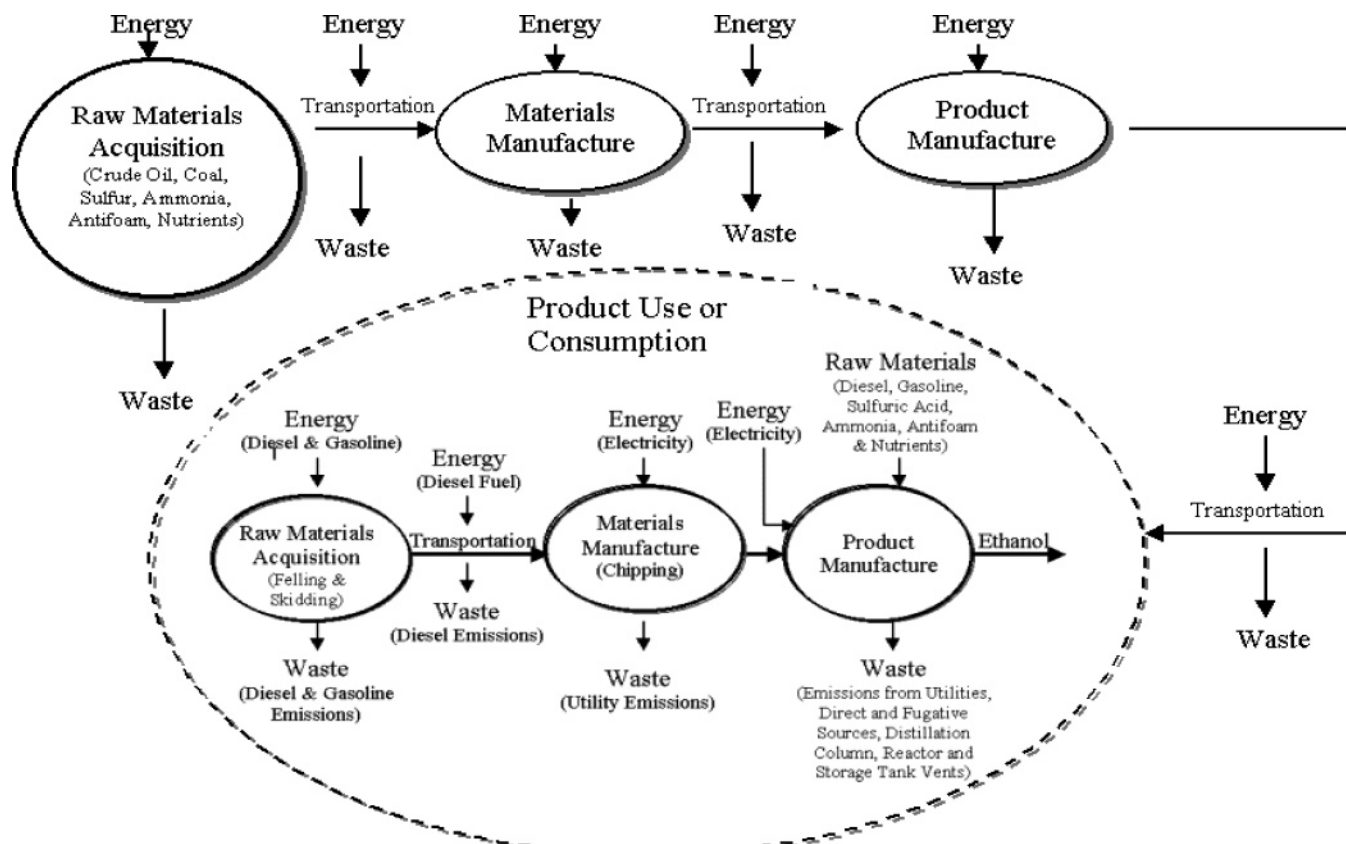 Energy
Energy
Energy
Energy
Energy
Raw Materials
Acquisition
(Crude Oil, Coal,
Sulfur, Ammonia,
Antifoam, Nutrients)
Transportation
Materials
Manufacture
Transportation
Product
Manufacture
Waste
Waste
Waste
Waste
Waste
Product Use or
Consumption
Energy
(Diesel & Gasoline)
Energy
(Diesel Fuel)
Energy
(Electricity)
Energy
(Electricity)
Raw Materials
(Diesel, Gasoline,
Sulfuric Acid,
Ammonia, Antifoam
& Nutrients)
Energy
Transportation
Waste
Raw Materials
Acquisition
(Felling &
Skidding)
Transportation
Materials
Manufacture
(Chipping)
Product
Manufacture
Ethanol
Waste
(Diesel & Gasoline
Emissions)
Waste
(Diesel Emissions)
Waste
(Utility Emissions)
Waste
(Emissions from Utilities,
Direct and Fugative
Sources, Distillation
Column, Reactor and
Storage Tank Vents)